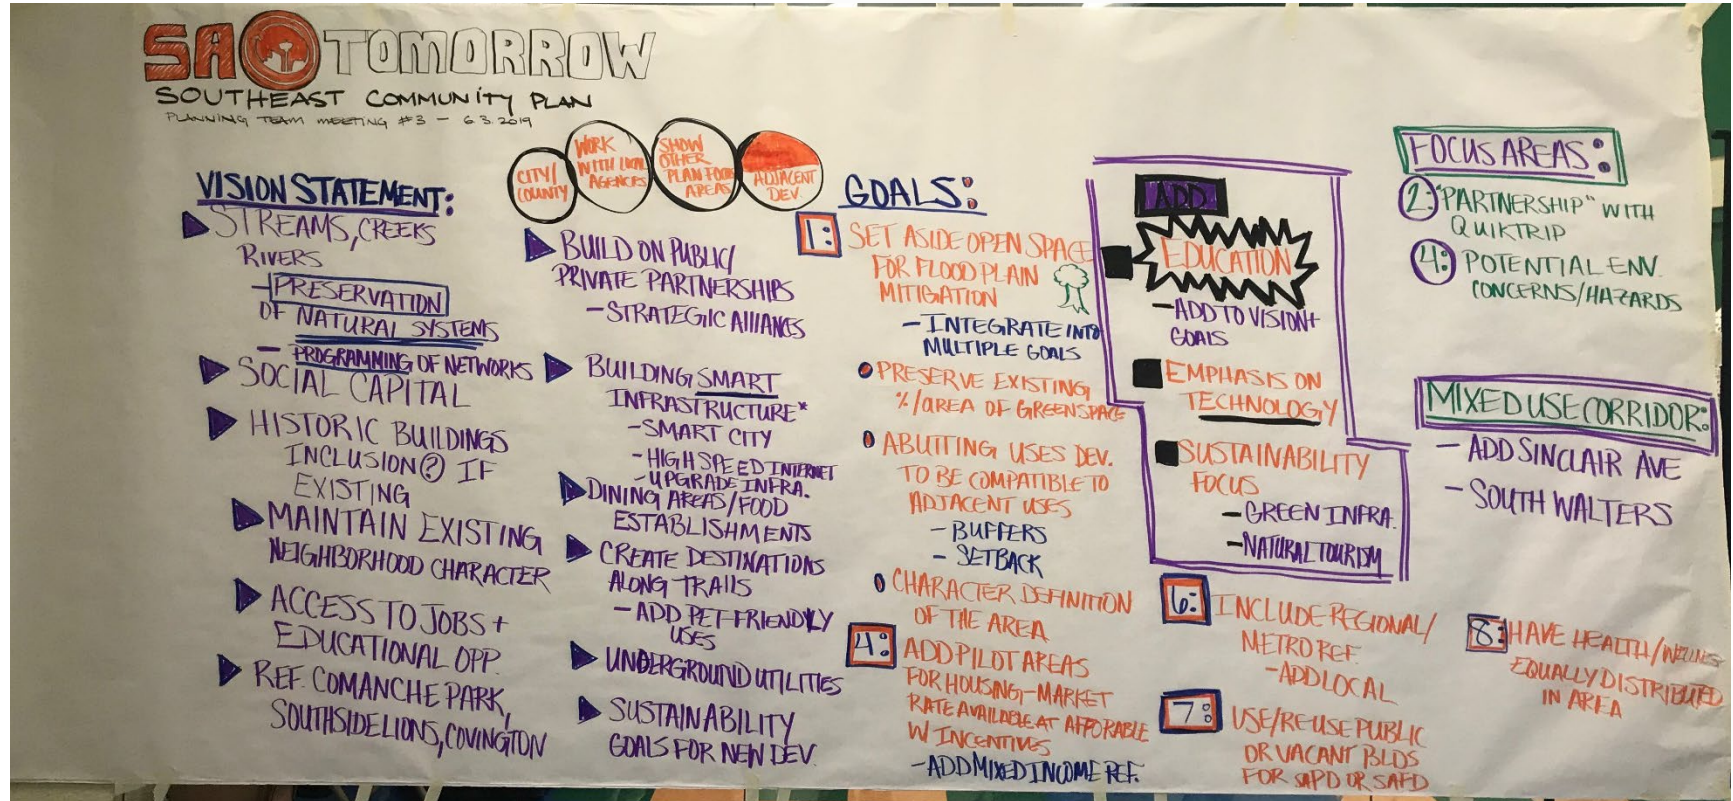 SA TOMORROW
SOUTHEAST COMMUNITY PLAN
PLANNING TEAM MEETING #3 - 6.3.2019
CITY/
COUNTY
WORK
WITH LOCAL
AGENCIES
SHOW
OTHER
PLAN FOCUS
AREAS
ADJACENT
DEV.
VISION STATEMENT:
STREAMS, CREEKS
RIVERS
- PRESERVATION
OF NATURAL SYSTEMS
- PROGRAMMING OF NETWORKS
SOCIAL CAPITAL
HISTORIC BUILDINGS
INCLUSION? IF
EXISTING
MAINTAIN EXISTING
NEIGHBORHOOD CHARACTER
ACCESS TO JOBS +
EDUCATIONAL OPP.
REF. COMANCHE PARK,
SOUTHSIDE LIONS, COVINGTON
BUILD ON PUBLIC/
PRIVATE PARTNERSHIPS
- STRATEGIC ALLIANCES
BUILDING SMART
INFRASTRUCTURE*
- SMART CITY
- HIGH SPEED INTERNET
- UPGRADE INFRA.
DINING AREAS/FOOD
ESTABLISHMENTS
CREATE DESTINATIONS
ALONG TRAILS
- ADD PET-FRIENDLY
USES
UNDERGROUND UTILITIES
SUSTAINABILITY
GOALS FOR NEW DEV.
GOALS:
1: SET ASIDE OPEN SPACE
FOR FLOOD PLAIN
MITIGATION
- INTEGRATE INTO
MULTIPLE GOALS
PRESERVE EXISTING
%/AREA OF GREENSPACE
ABUTTING USES DEV.
TO BE COMPATIBLE TO
ADJACENT USES
- BUFFERS
- SETBACK
CHARACTER DEFINITION
OF THE AREA
4: ADD PILOT AREAS
FOR HOUSING-MARKET
RATE AVAILABLE AT AFFORABLE
W/ INCENTIVES
- ADD MIXED INCOME REF.
ADD
EDUCATION
- ADD TO VISION +
GOALS
EMPHASIS ON
TECHNOLOGY
SUSTAINABILITY
FOCUS
- GREEN INFRA.
- NATURAL TOURISM
6: INCLUDE REGIONAL/
METRO REF.
- ADD LOCAL
7: USE/RE-USE PUBLIC
OR VACANT BLDS
FOR SAPD OR SAFD
FOCUS AREAS:
2: "PARTNERSHIP" WITH
QUIKTRIP
4: POTENTIAL ENV.
CONCERNS/HAZARDS
MIXED USE CORRIDOR:
- ADD SINCLAIR AVE
- SOUTH WALTERS
8: HAVE HEALTH/WELLNESS
EQUALLY DISTRIBUTED
IN AREA